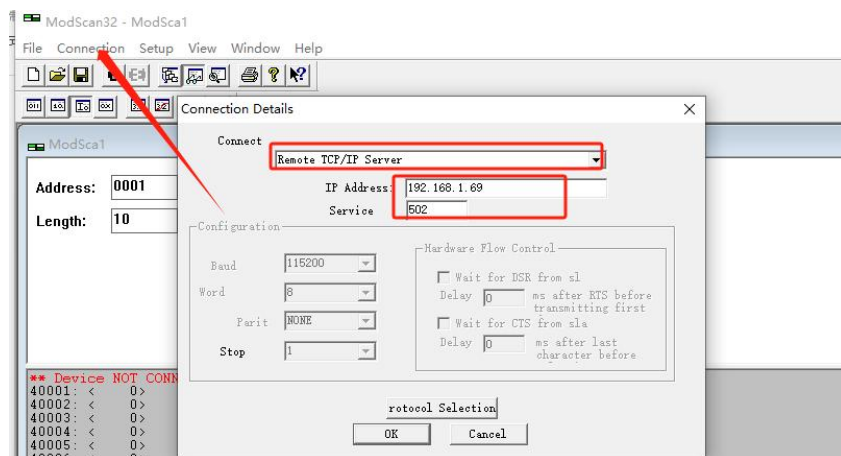 ModScan32 - ModSca1
File Connection Setup View Window Help
Connection Details
ModSca1
Connect
Remote TCP/IP Server
Address: 0001
IP Address: 192.168.1.69
Length: 10
Service 502
Configuration
Hardware Flow Control
Baud 115200
Wait for DSR from sl
Word 8
Delay 0 ms after RTS before
transmitting first
Parit NONE
Wait for CTS from sla
Stop 1
Delay 0 ms after last
character before
** Device NOT CONN
40001: < 0>
40002: < 0>
40003: < 0>
rotocol Selection
40004: < 0>
OK Cancel
40005: < 0>